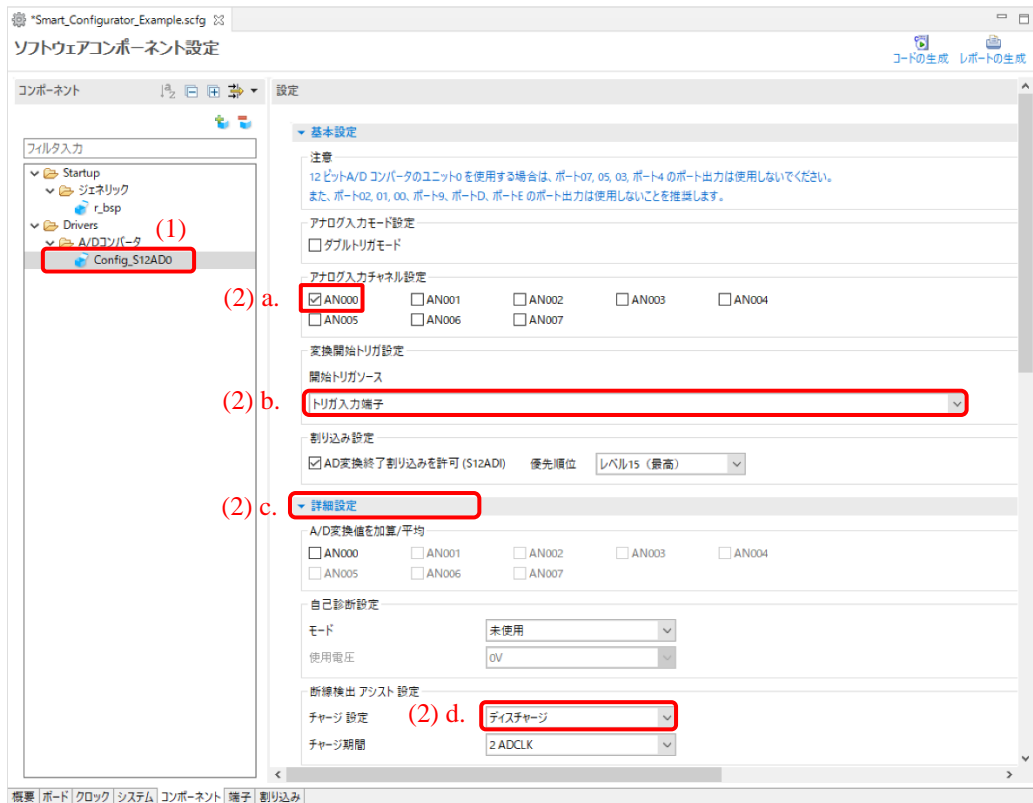 *Smart_Configurator_Example.scfg
ソフトウェアコンポーネント設定
コードの生成 レポートの生成
コンポーネント
設定
フィルタ入力
Startup
ジェネリック
r_bsp
Drivers
A/Dコンバータ
Config_S12AD0
(1)
基本設定
注意
12 ビットA/D コンバータのユニット0 を使用する場合は、ポート07, 05, 03, ポート4 のポート出力は使用しないでください。
また、ポート02, 01, 00、ポート9、ポートD、ポートE のポート出力は使用しないことを推奨します。
アナログ入力モード設定
ダブルトリガモード
アナログ入力チャネル設定
(2) a. AN000 AN001 AN002 AN003 AN004
AN005 AN006 AN007
変換開始トリガ設定
開始トリガソース
(2) b. トリガ入力端子
割り込み設定
AD変換終了割り込みを許可 (S12ADI) 優先順位 レベル15（最高）
(2) c. 詳細設定
A/D変換値を加算/平均
AN000 AN001 AN002 AN003 AN004
AN005 AN006 AN007
自己診断設定
モード 未使用
使用電圧 0V
断線検出 アシスト 設定
チャージ 設定 (2) d. ディスチャージ
チャージ期間 2 ADCLK
概要 ボード クロック システム コンポーネント 端子 割り込み